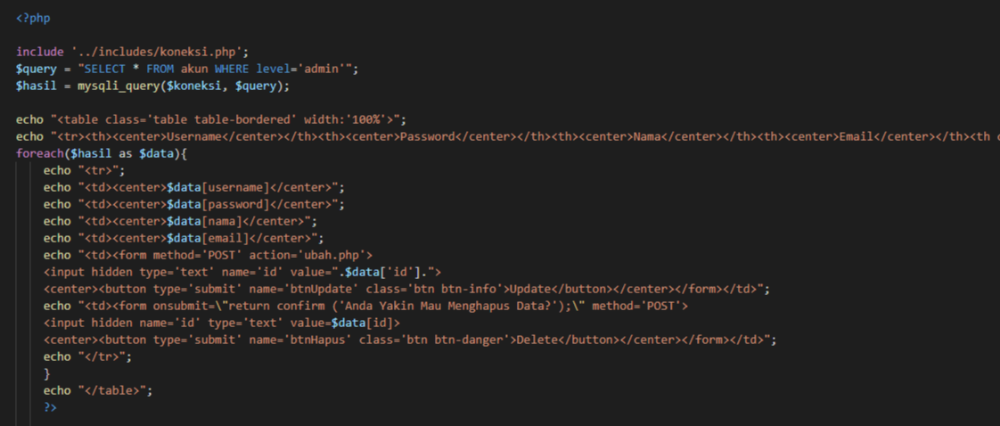 <?php
include '../includes/koneksi.php';
$query = "SELECT * FROM akun WHERE level='admin'";
$hasil = mysqli_query($koneksi, $query);
echo "<table class='table table-bordered' width:'100%'>";
echo "<tr><th><center>Username</center></th><th><center>Password</center></th><th><center>Nama</center></th><th><center>Email</center></th><th c
foreach($hasil as $data){
echo "<tr>";
echo "<td><center>$data[username]</center>";
echo "<td><center>$data[password]</center>";
echo "<td><center>$data[nama]</center>";
echo "<td><center>$data[email]</center>";
echo "<td><form method='POST' action='ubah.php'>
<input hidden type='text' name='id' value=".$data['id'].">
<center><button type='submit' name='btnUpdate' class='btn btn-info'>Update</button></center></form></td>";
echo "<td><form onsubmit=\"return confirm ('Anda Yakin Mau Menghapus Data?');\" method='POST'>
<input hidden name='id' type='text' value=$data[id]>
<center><button type='submit' name='btnHapus' class='btn btn-danger'>Delete</button></center></form></td>";
echo "</tr>";
}
echo "</table>";
?>